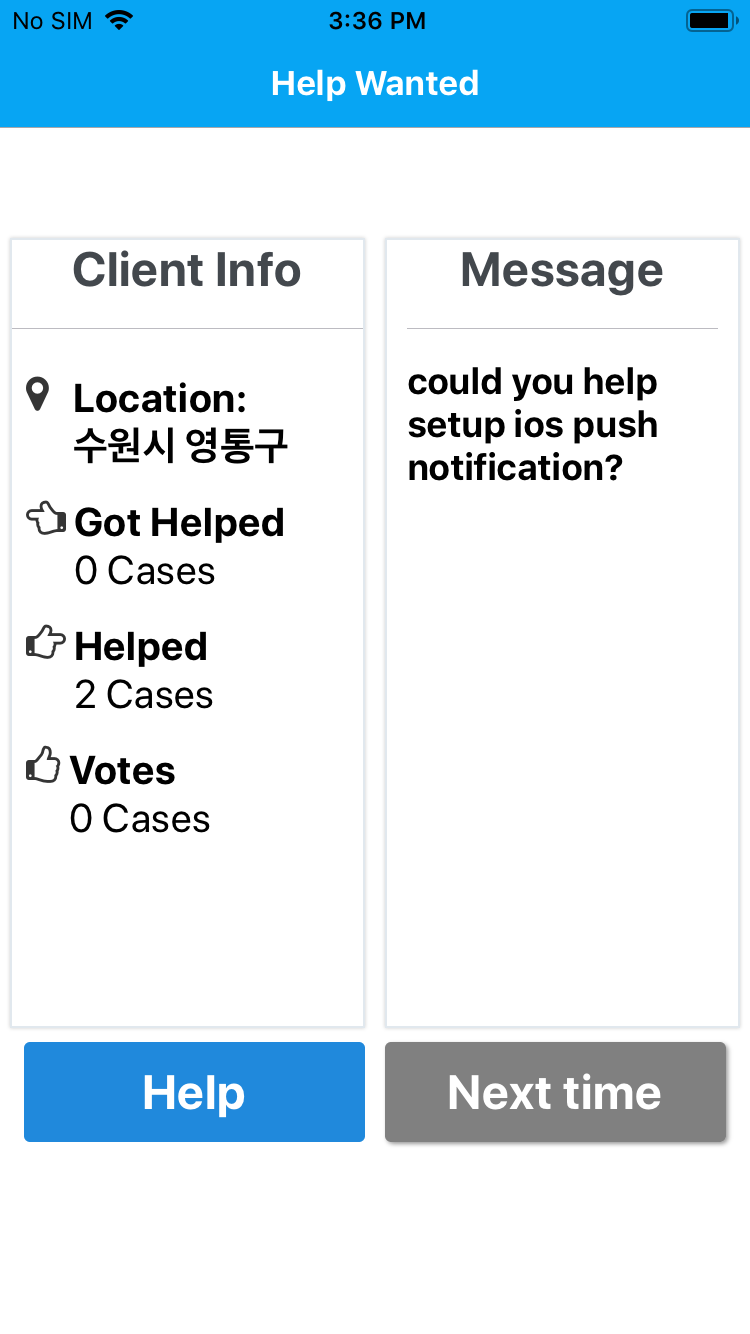 No SIM 3:36 PM
Help Wanted
Client Info
Location:
수원시 영통구
Got Helped
0 Cases
Helped
2 Cases
Votes
0 Cases
Message
could you help
setup ios push
notification?
Help
Next time